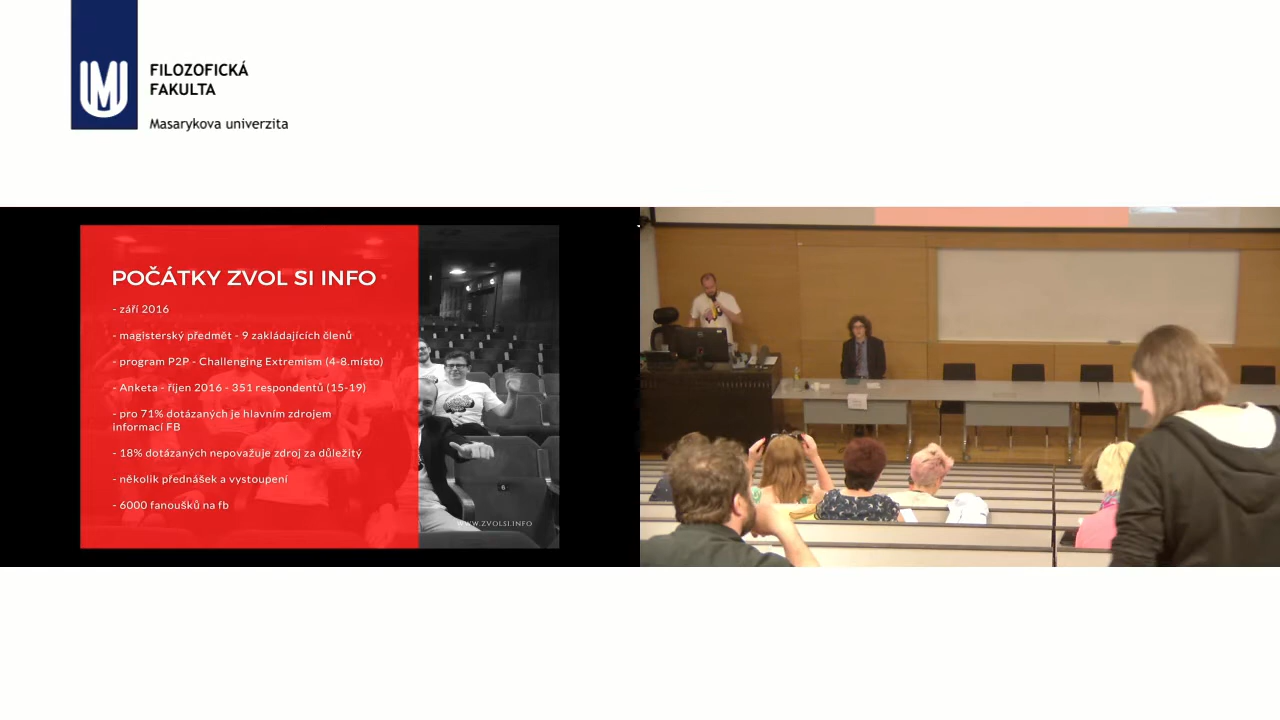 FILOZOFICKÁ
FAKULTA
Masarykova univerzita
POČÁTKY ZVOL SI INFO
- září 2016
- magisterský předmět - 9 zakládajících členů
- program P2P - Challenging Extremism (4-8.místo)
- Anketa - říjen 2016 - 351 respondentů (15-19)
- pro 71% dotázaných je hlavním zdrojem
informací FB
- 18% dotázaných nepovažuje zdroj za důležitý
- několik přednášek a vystoupení
- 6000 fanoušků na fb
WWW.ZVOLSI.INFO